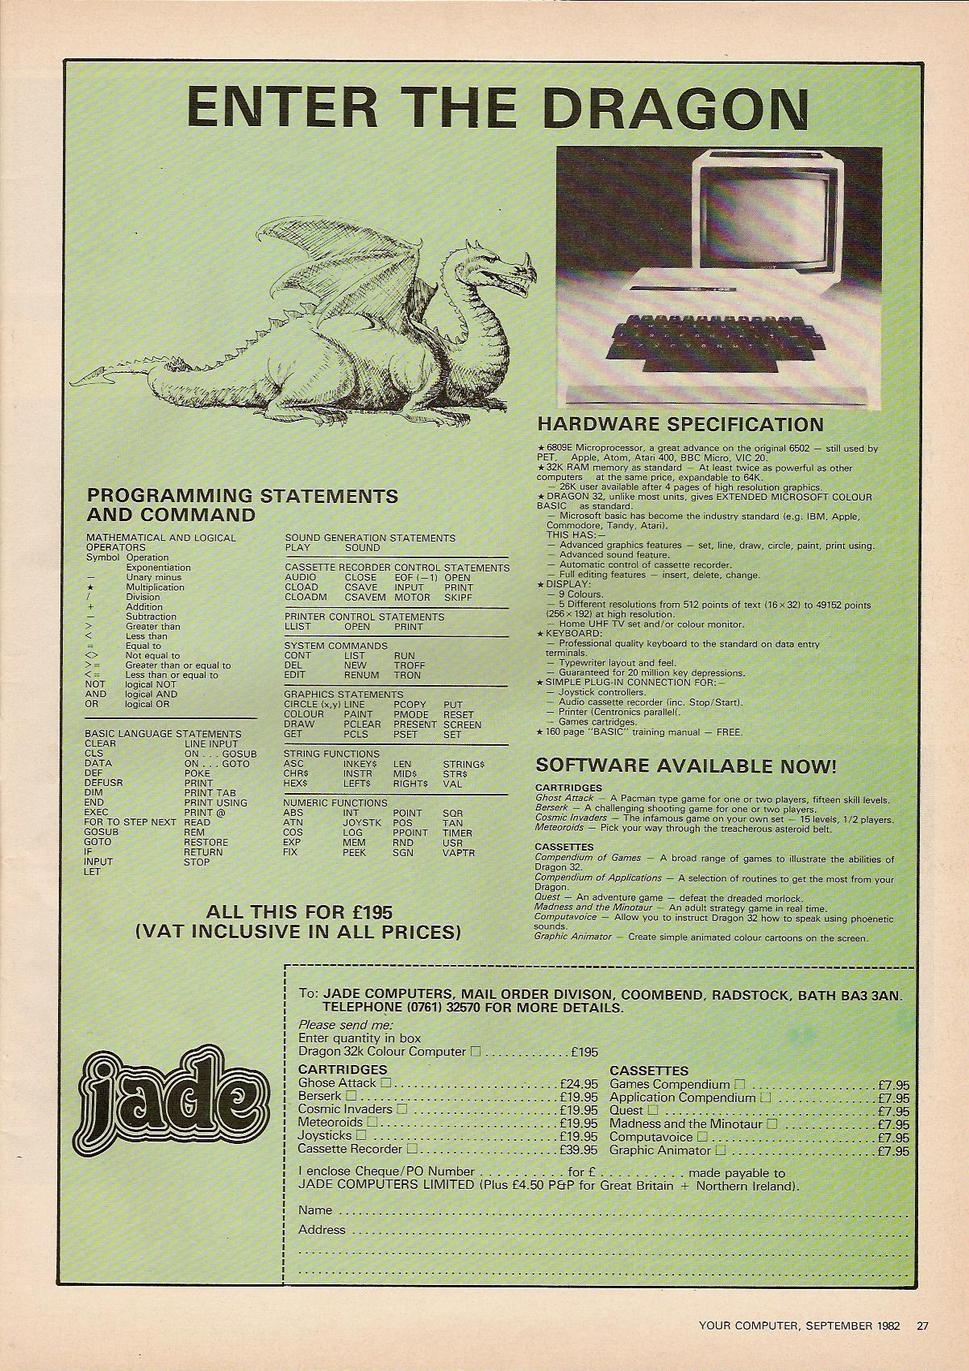 ENTER THE DRAGON
HARDWARE SPECIFICATION
★ 6809E Microprocessor, a great advance on the original 6502 — still used by
PET, Apple, Atom, Atari 400, BBC Micro, VIC 20.
★ 32K RAM memory as standard — At least twice as powerful as other
computers at the same price, expandable to 64K.
— 26K user available after 4 pages of high resolution graphics.
★ DRAGON 32, unlike most units, gives EXTENDED MICROSOFT COLOUR
BASIC as standard.
— Microsoft basic has become the industry standard (e.g. IBM, Apple,
Commodore, Tandy, Atari).
THIS HAS:—
— Advanced graphics features — set, line, draw, circle, paint, print using.
— Advanced sound feature.
— Automatic control of cassette recorder.
— Full editing features — insert, delete, change.
★ DISPLAY:
— 9 Colours.
— 5 Different resolutions from 512 points of text (16 × 32) to 49152 points
(256 × 192) at high resolution.
— Home UHF TV set and/or colour monitor.
★ KEYBOARD:
— Professional quality keyboard to the standard on data entry
terminals.
— Typewriter layout and feel.
— Guaranteed for 20 million key depressions.
★ SIMPLE PLUG-IN CONNECTION FOR:—
— Joystick controllers.
— Audio cassette recorder (inc. Stop/Start).
— Printer (Centronics parallel(.
— Games cartridges.
★ 160 page "BASIC" training manual — FREE.
PROGRAMMING STATEMENTS
AND COMMAND
MATHEMATICAL AND LOGICAL
OPERATORS
Symbol Operation
Exponentiation
— Unary minus
★ Multiplication
/ Division
+ Addition
— Subtraction
> Greater than
< Less than
= Equal to
<> Not equal to
>= Greater than or equal to
<= Less than or equal to
NOT logical NOT
AND logical AND
OR logical OR
BASIC LANGUAGE STATEMENTS
CLEAR LINE INPUT
CLS ON . . . GOSUB
DATA ON . . . GOTO
DEF POKE
DEFUSR PRINT
DIM PRINT TAB
END PRINT USING
EXEC PRINT @
FOR TO STEP NEXT READ
GOSUB REM
GOTO RESTORE
IF RETURN
INPUT STOP
LET
SOUND GENERATION STATEMENTS
PLAY SOUND
CASSETTE RECORDER CONTROL STATEMENTS
AUDIO CLOSE EOF (—1) OPEN
CLOAD CSAVE INPUT PRINT
CLOADM CSAVEM MOTOR SKIPF
PRINTER CONTROL STATEMENTS
LLIST OPEN PRINT
SYSTEM COMMANDS
CONT LIST RUN
DEL NEW TROFF
EDIT RENUM TRON
GRAPHICS STATEMENTS
CIRCLE (x,y) LINE PCOPY PUT
COLOUR PAINT PMODE RESET
DRAW PCLEAR PRESENT SCREEN
GET PCLS PSET SET
STRING FUNCTIONS
ASC INKEY$ LEN STRING$
CHR$ INSTR MID$ STR$
HEX$ LEFT$ RIGHT$ VAL
NUMERIC FUNCTIONS
ABS INT POINT SQR
ATN JOYSTK POS TAN
COS LOG PPOINT TIMER
EXP MEM RND USR
FIX PEEK SGN VAPTR
ALL THIS FOR £195
(VAT INCLUSIVE IN ALL PRICES)
SOFTWARE AVAILABLE NOW!
CARTRIDGES
Ghost Attack — A Pacman type game for one or two players, fifteen skill levels.
Berserk — A challenging shooting game for one or two players.
Cosmic Invaders — The infamous game on your own set — 15 levels, 1/2 players.
Meteoroids — Pick your way through the treacherous asteroid belt.
CASSETTES
Compendium of Games — A broad range of games to illustrate the abilities of
Dragon 32.
Compendium of Applications — A selection of routines to get the most from your
Dragon.
Quest — An adventure game — defeat the dreaded morlock.
Madness and the Minotaur — An adult strategy game in real time.
Computavoice — Allow you to instruct Dragon 32 how to speak using phoenetic
sounds.
Graphic Animator — Create simple animated colour cartoons on the screen.
jade
To: JADE COMPUTERS, MAIL ORDER DIVISON, COOMBEND, RADSTOCK, BATH BA3 3AN.
TELEPHONE (0761) 32570 FOR MORE DETAILS.
Please send me:
Enter quantity in box
Dragon 32k Colour Computer □ . . . . . . . . . . . . . £195
CARTRIDGES
Ghose Attack □ . . . . . . . . . . . . £24.95
Berserk □ . . . . . . . . . . . . £19.95
Cosmic Invaders □ . . . . . . . . . . . . £19.95
Meteoroids □ . . . . . . . . . . . . £19.95
Joysticks □ . . . . . . . . . . . . £19.95
Cassette Recorder □ . . . . . . . . . . . . £39.95
CASSETTES
Games Compendium □ . . . . . . . . . . . . £7.95
Application Compendium □ . . . . . . . . . . . . £7.95
Quest □ . . . . . . . . . . . . £7.95
Madness and the Minotaur □ . . . . . . . . . . . . £7.95
Computavoice □ . . . . . . . . . . . . £7.95
Graphic Animator □ . . . . . . . . . . . . £7.95
I enclose Cheque/PO Number . . . . . . . . . . . for £ . . . . . . . . . . . made payable to
JADE COMPUTERS LIMITED (Plus £4.50 P&P for Great Britain + Northern Ireland).
Name . . . . . . . . . . . .
Address . . . . . . . . . . . .
YOUR COMPUTER, SEPTEMBER 1982 27